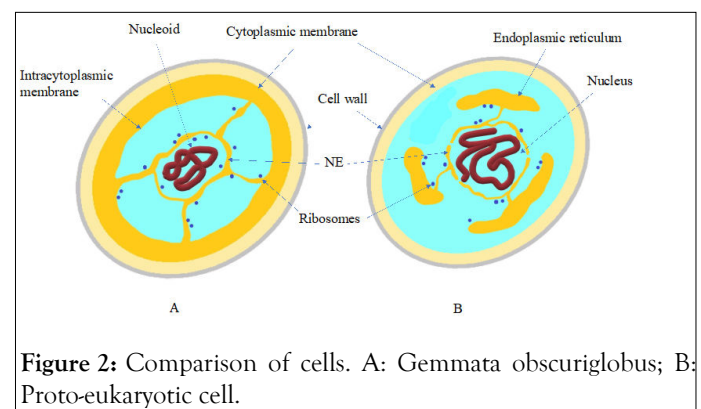 Nucleoid
Cytoplasmic membrane
Endoplasmic reticulum
Intracytoplasmic
membrane
Nucleus
Cell wall
NE
Ribosomes
A
B
Figure 2: Comparison of cells. A: Gemmata obscuriglobus; B:
Proto-eukaryotic cell.